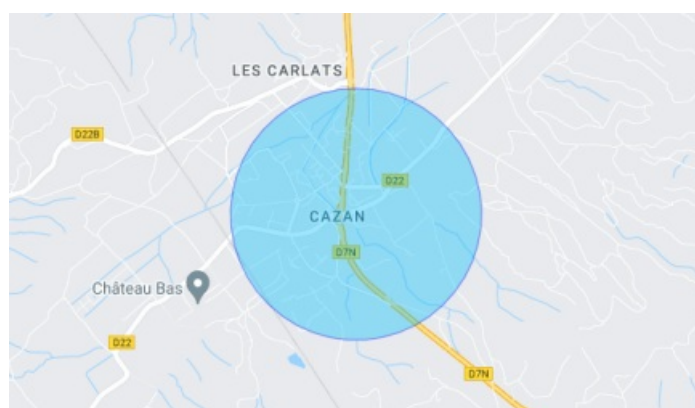 LES CARLATS
D22B
D22
CAZAN
D7N
Château Bas
D22
D7N